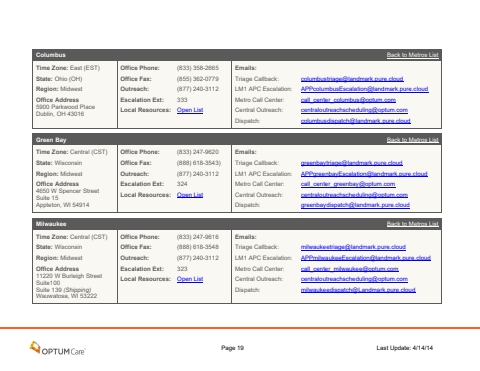 Columbus Back to Metros List
Time Zone: East (EST) Office Phone: (833) 358-2865 Emails:
State: Ohio (OH) Office Fax: (855) 362-0779 Triage Callback: columbustriage@landmark.pure.cloud
Region: Midwest Outreach: (877) 240-3112 LM1 APC Escalation: APPcolumbusEscalation@landmark.pure.cloud
Office Address Escalation Ext: 333 Metro Call Center: call_center_columbus@optum.com
5900 Parkwood Place Local Resources: Open List Central Outreach: centraloutreachscheduling@optum.com
Dublin, OH 43016 Dispatch: columbusdispatch@landmark.pure.cloud
Green Bay Back to Metros List
Time Zone: Central (CST) Office Phone: (833) 247-9620 Emails:
State: Wisconsin Office Fax: (888) 618-3543) Triage Callback: greenbaytriage@landmark.pure.cloud
Region: Midwest Outreach: (877) 240-3112 LM1 APC Escalation: APPgreenbayEscalation@landmark.pure.cloud
Office Address Escalation Ext: 324 Metro Call Center: call_center_greenbay@optum.com
4650 W Spencer Street Local Resources: Open List Central Outreach: centraloutreachscheduling@optum.com
Suite 15
Appleton, WI 54914 Dispatch: greenbaydispatch@landmark.pure.cloud
Milwaukee Back to Metros List
Time Zone: Central (CST) Office Phone: (833) 247-9616 Emails:
State: Wisconsin Office Fax: (888) 618-3548 Triage Callback: milwaukeetriage@landmark.pure.cloud
Region: Midwest Outreach: (877) 240-3112 LM1 APC Escalation: APPmilwaukeeEscalation@landmark.pure.cloud
Office Address Escalation Ext: 323 Metro Call Center: call_center_milwaukee@optum.com
11220 W Burleigh Street Local Resources: Open List Central Outreach: centraloutreachscheduling@optum.com
Suite100
Suite 139 (Shipping) Dispatch: milwaukeedispatch@Landmark.pure.cloud
Wauwatosa, WI 53222
OPTUMCare Page 19 Last Update: 4/14/14